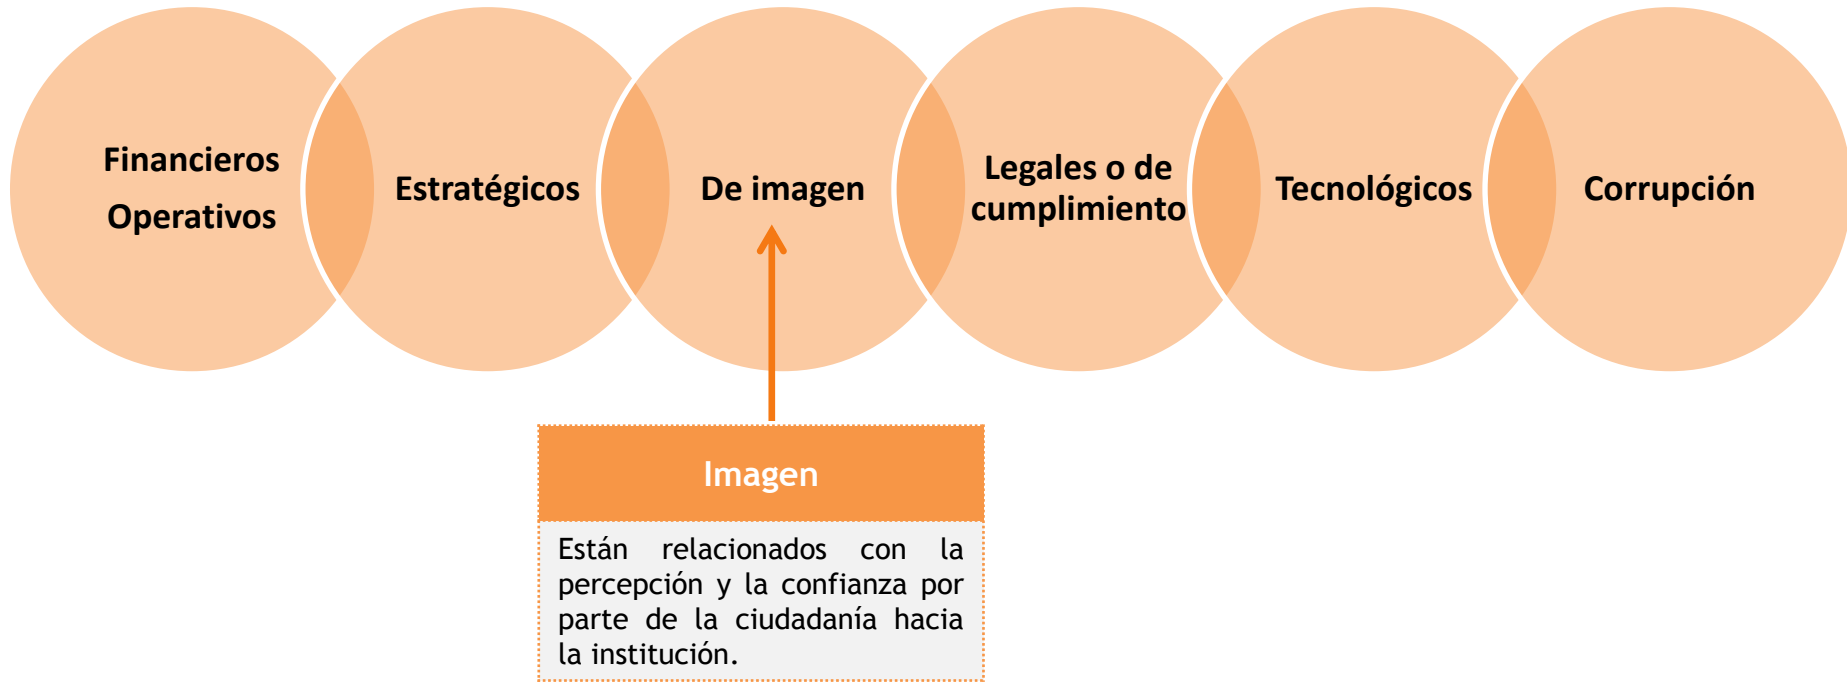 Financieros
Operativos
Estratégicos
De imagen
Legales o de
cumplimiento
Tecnológicos
Corrupción
Imagen
Están relacionados con la
percepción y la confianza por
parte de la ciudadanía hacia
la institución.